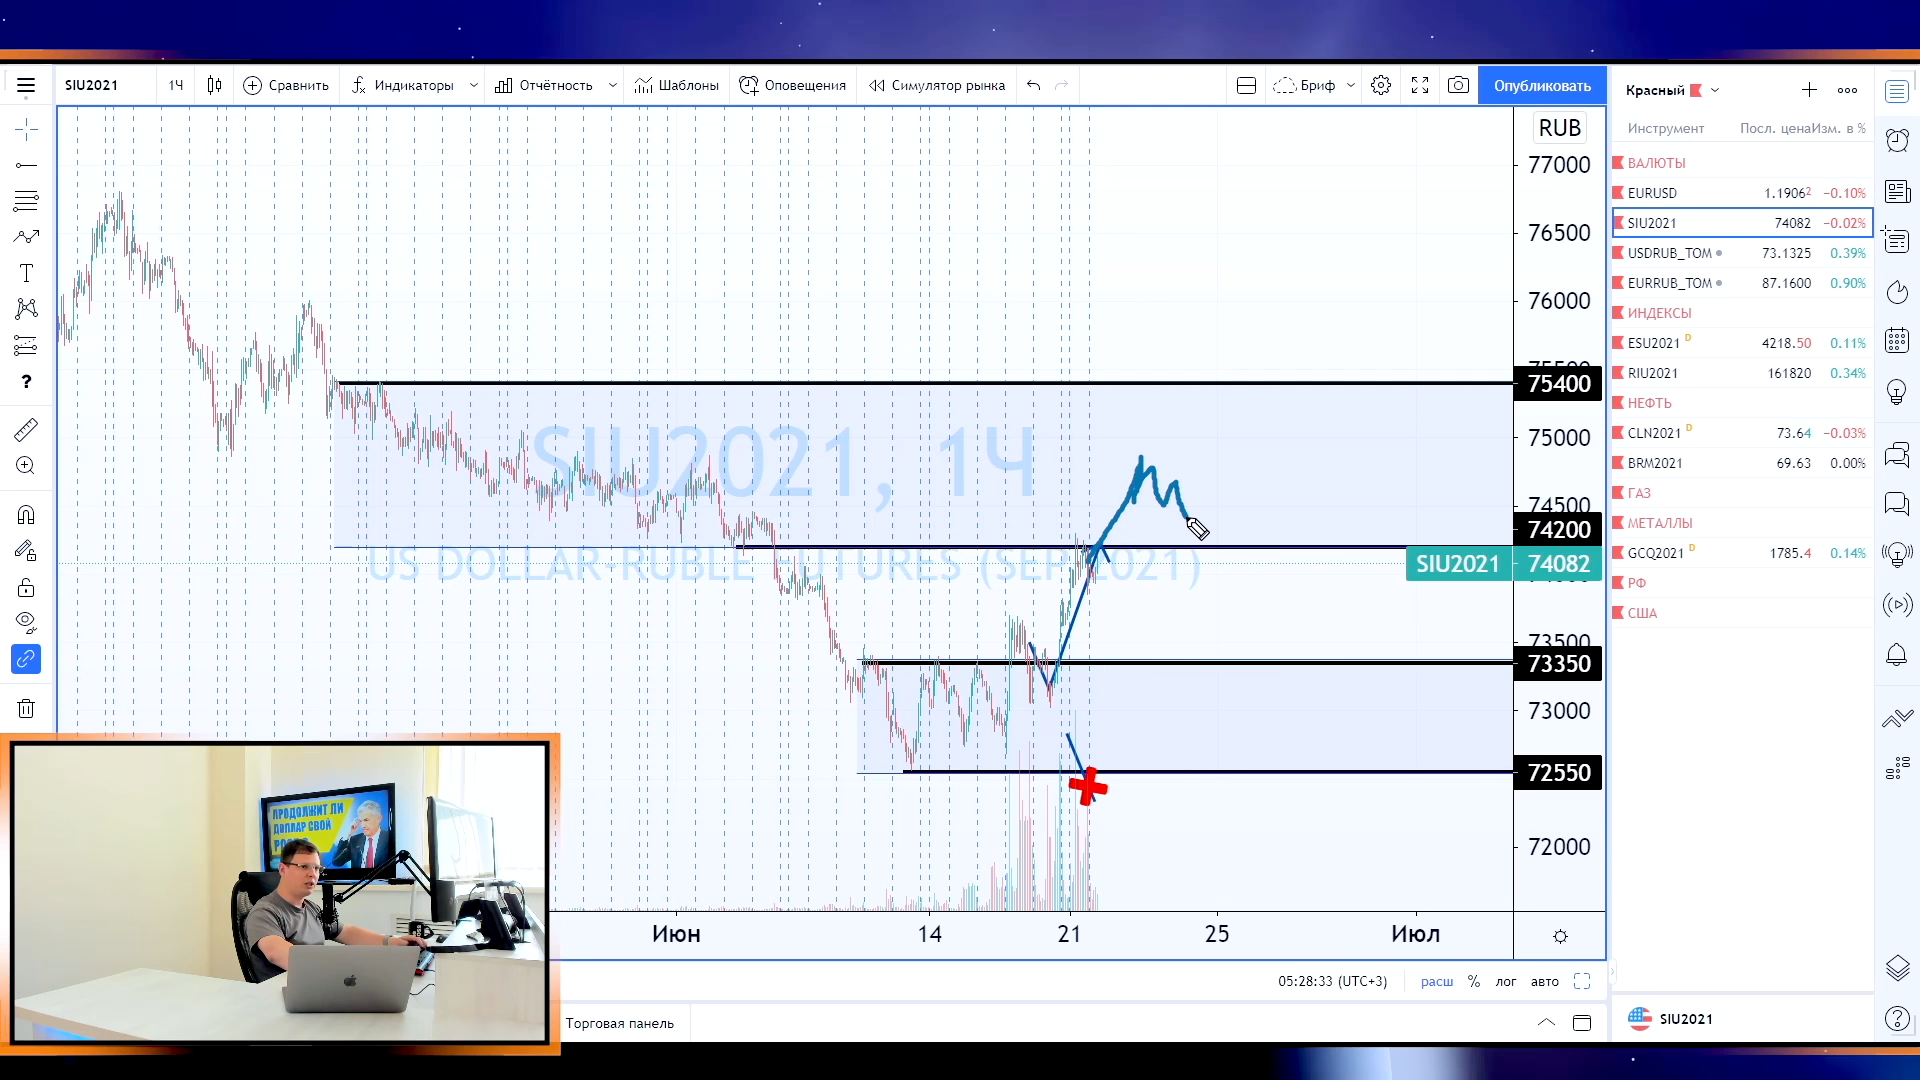 SIU2021
1Ч
Сравнить
Индикаторы
Отчётность
Шаблоны
Оповещения
Симулятор рынка
Бриф
Опубликовать
Красный
Инструмент Посл. цена Изм. в %
ВАЛЮТЫ
EURUSD 1.19062 −0.10%
SIU2021 74082 −0.02%
USDRUB_TOM 73.1325 0.39%
EURRUB_TOM 87.1600 0.90%
ИНДЕКСЫ
ESU2021 D 4218.50 0.11%
RIU2021 161820 0.34%
НЕФТЬ
CLN2021 D 73.64 −0.03%
BRM2021 69.63 0.00%
ГАЗ
МЕТАЛЛЫ
GCQ2021 D 1785.4 0.14%
РФ
США
RUB
77000
76500
76000
75400
75000
74500
74200
SIU2021 74082
73500
73350
73000
72550
72000
SIU2021, 1Ч
US DOLLAR-RUBLE FUTURES (SEP 2021)
Июн
14
21
25
Июл
05:28:33 (UTC+3)
расш
%
лог
авто
Торговая панель
SIU2021
ПРОДОЛЖИТ ЛИ
ДОЛЛАР СВОЙ